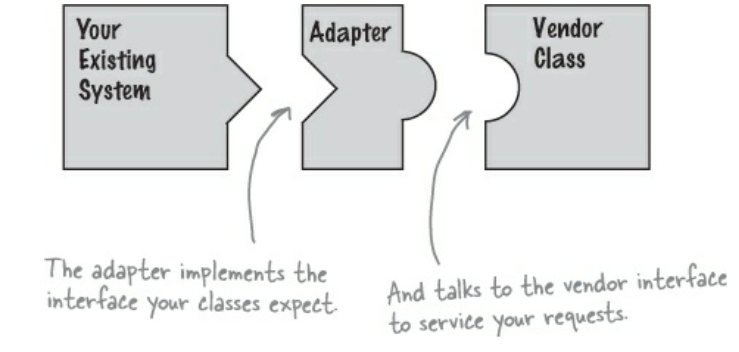 Your
Existing
System
Adapter
Vendor
Class
The adapter implements the
interface your classes expect.
And talks to the vendor interface
to service your requests.